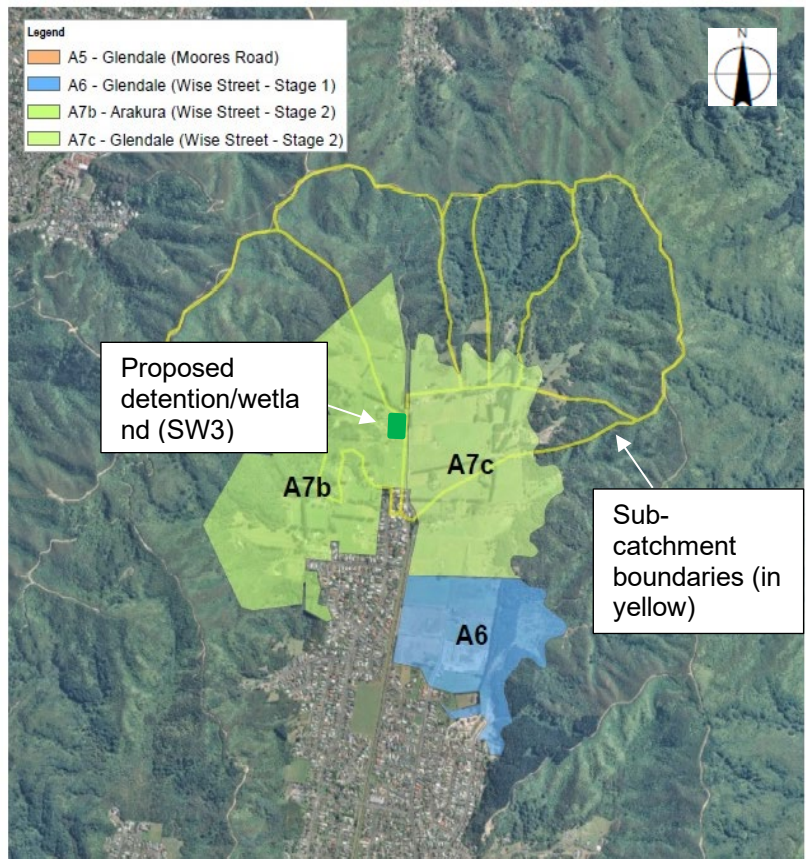 Legend
A5 - Glendale (Moores Road)
A6 - Glendale (Wise Street - Stage 1)
A7b - Arakura (Wise Street - Stage 2)
A7c - Glendale (Wise Street - Stage 2)
N
Proposed
detention/wetla
nd (SW3)
A7b
A7c
Sub-
catchment
boundaries (in
yellow)
A6